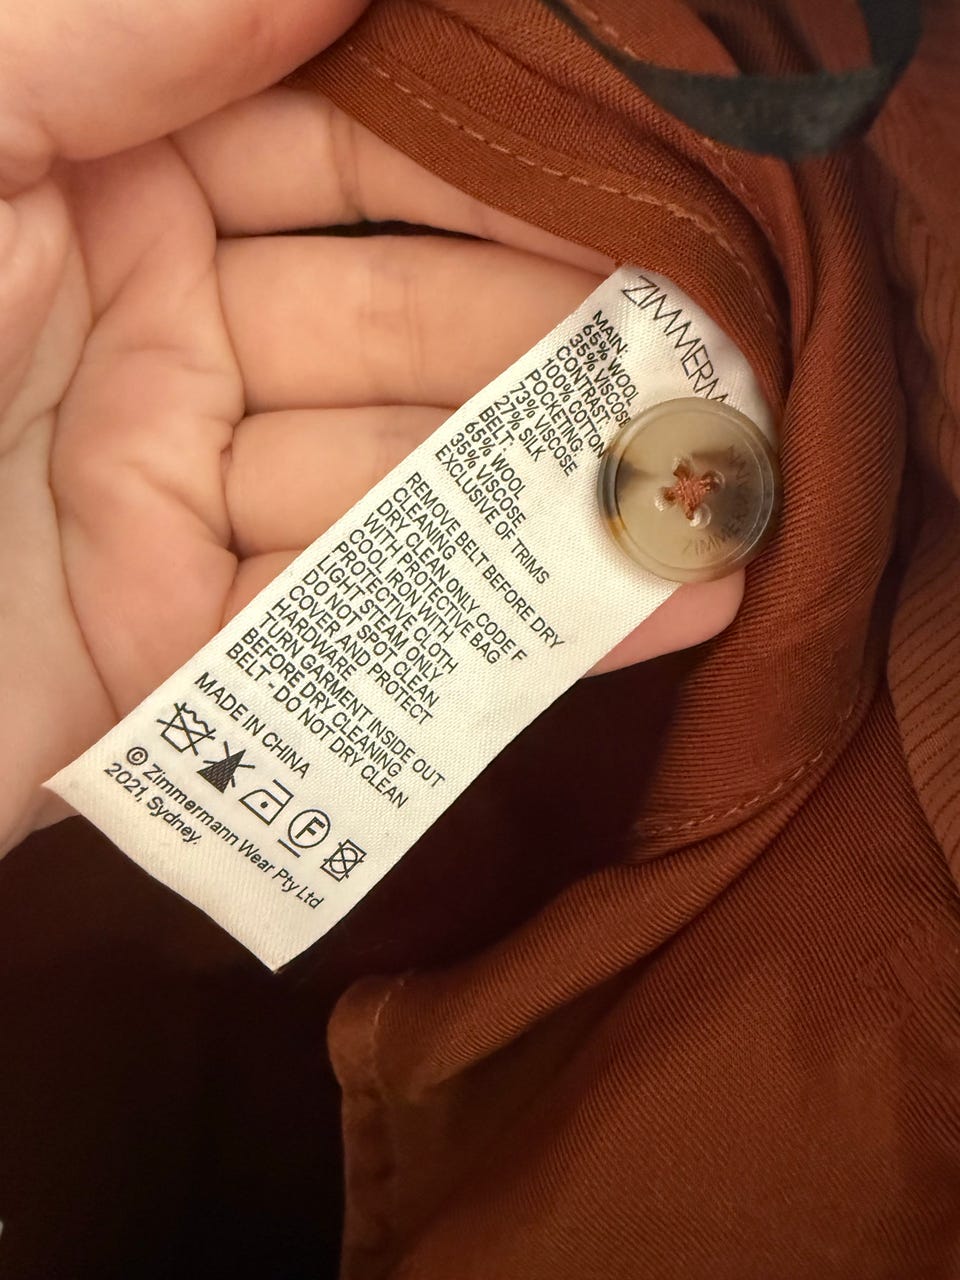 ZIMMERM
MAIN:
65% WOOL
35% VISCOSE
CONTRAST:
100% COTTON
POCKETING:
73% VISCOSE
27% SILK
BELT:
65% WOOL
35% VISCOSE
EXCLUSIVE OF TRIMS
REMOVE BELT BEFORE DRY
CLEANING
DRY CLEAN ONLY CODE F
WITH PROTECTIVE BAG
COOL IRON WITH
PROTECTIVE CLOTH
LIGHT STEAM ONLY
DO NOT SPOT CLEAN
COVER AND PROTECT
HARDWARE
TURN GARMENT INSIDE OUT
BEFORE DRY CLEANING
BELT - DO NOT DRY CLEAN
MADE IN CHINA
F
© Zimmermann Wear Pty Ltd
2021, Sydney.